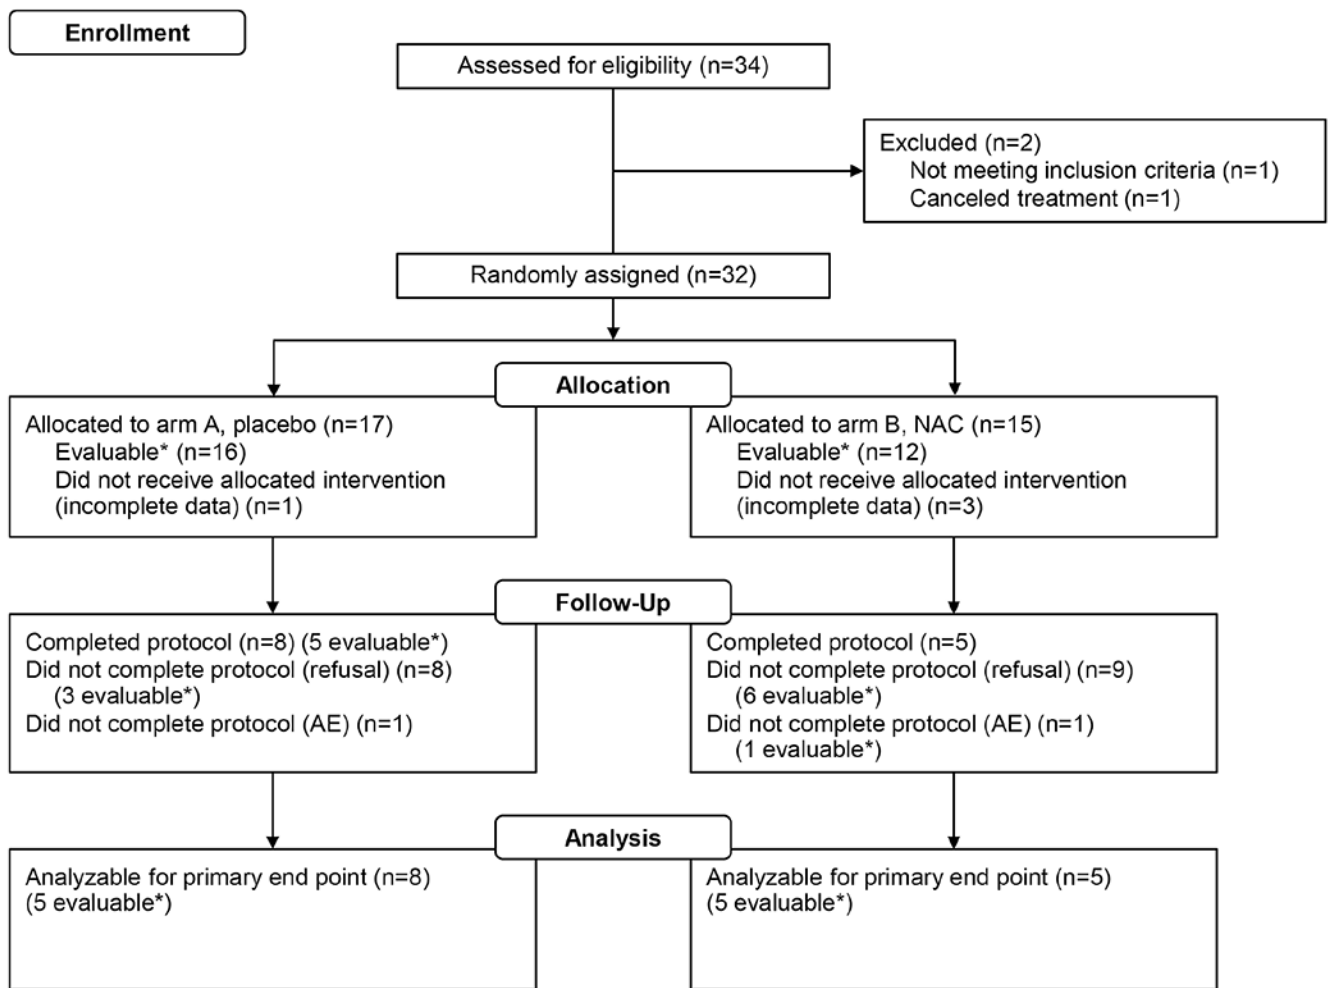 Enrollment
Assessed for eligibility (n=34)
Excluded (n=2)
Not meeting inclusion criteria (n=1)
Canceled treatment (n=1)
Randomly assigned (n=32)
Allocation
Allocated to arm A, placebo (n=17)
Evaluable* (n=16)
Did not receive allocated intervention
(incomplete data) (n=1)
Allocated to arm B, NAC (n=15)
Evaluable* (n=12)
Did not receive allocated intervention
(incomplete data) (n=3)
Follow-Up
Completed protocol (n=8) (5 evaluable*)
Did not complete protocol (refusal) (n=8)
(3 evaluable*)
Did not complete protocol (AE) (n=1)
Completed protocol (n=5)
Did not complete protocol (refusal) (n=9)
(6 evaluable*)
Did not complete protocol (AE) (n=1)
(1 evaluable*)
Analysis
Analyzable for primary end point (n=8)
(5 evaluable*)
Analyzable for primary end point (n=5)
(5 evaluable*)